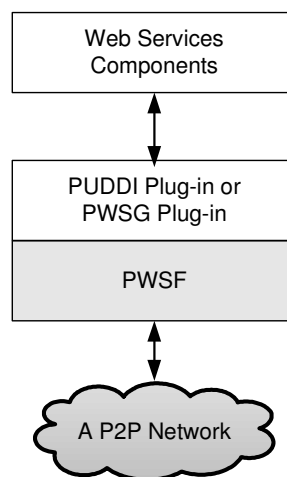 Web Services
Components
PUDDI Plug-in or
PWSG Plug-in
PWSF
A P2P Network